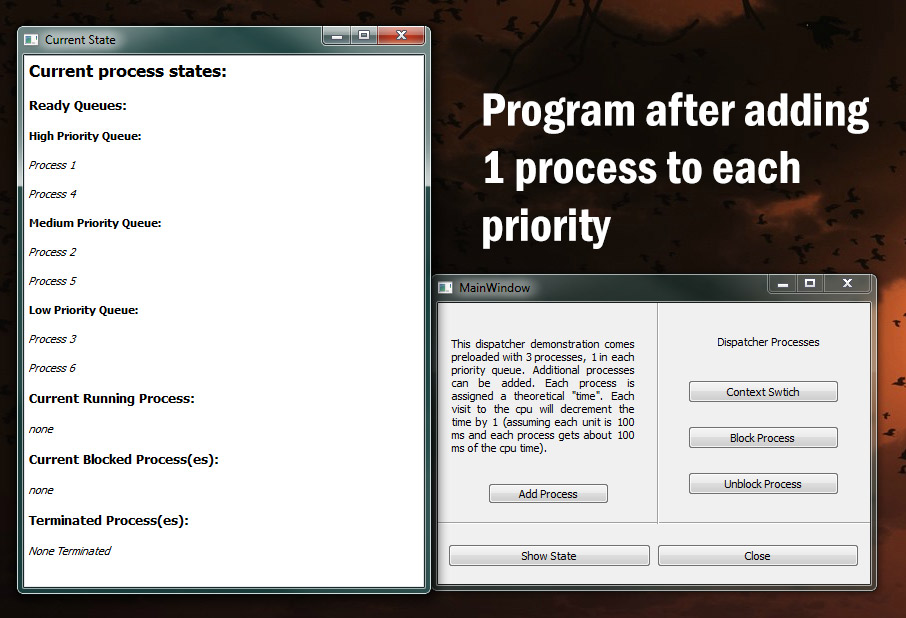 Current State
Current process states:
Ready Queues:
High Priority Queue:
Process 1
Process 4
Medium Priority Queue:
Process 2
Process 5
Low Priority Queue:
Process 3
Process 6
Current Running Process:
none
Current Blocked Process(es):
none
Terminated Process(es):
None Terminated
Program after adding
1 process to each
priority
MainWindow
This dispatcher demonstration comes
preloaded with 3 processes, 1 in each
priority queue. Additional processes
can be added. Each process is
assigned a theoretical "time". Each
visit to the cpu will decrement the
time by 1 (assuming each unit is 100
ms and each process gets about 100
ms of the cpu time).
Add Process
Dispatcher Processes
Context Swtich
Block Process
Unblock Process
Show State
Close